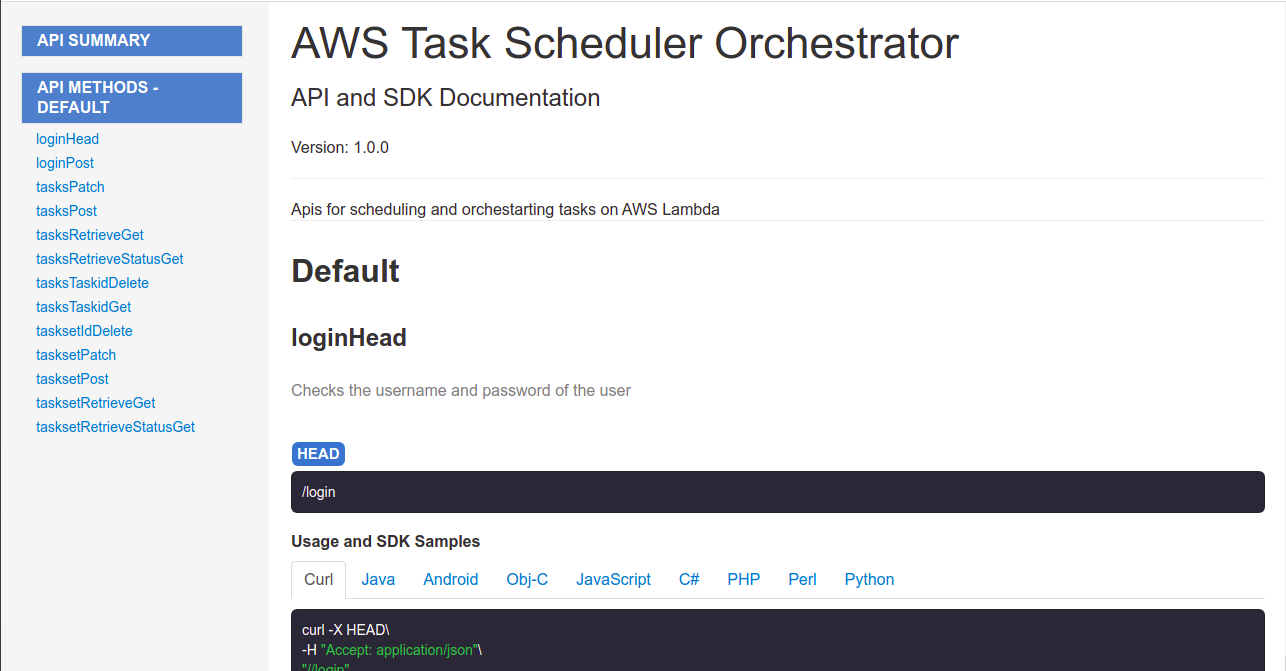 API SUMMARY
API METHODS -
DEFAULT
loginHead
loginPost
tasksPatch
tasksPost
tasksRetrieveGet
tasksRetrieveStatusGet
tasksTaskidDelete
tasksTaskidGet
tasksetIdDelete
tasksetPatch
tasksetPost
tasksetRetrieveGet
tasksetRetrieveStatusGet
AWS Task Scheduler Orchestrator
API and SDK Documentation
Version: 1.0.0
Apis for scheduling and orchestarting tasks on AWS Lambda
Default
loginHead
Checks the username and password of the user
HEAD
/login
Usage and SDK Samples
Curl Java Android Obj-C JavaScript C# PHP Perl Python
curl -X HEAD\
-H "Accept: application/json"\
"//login"